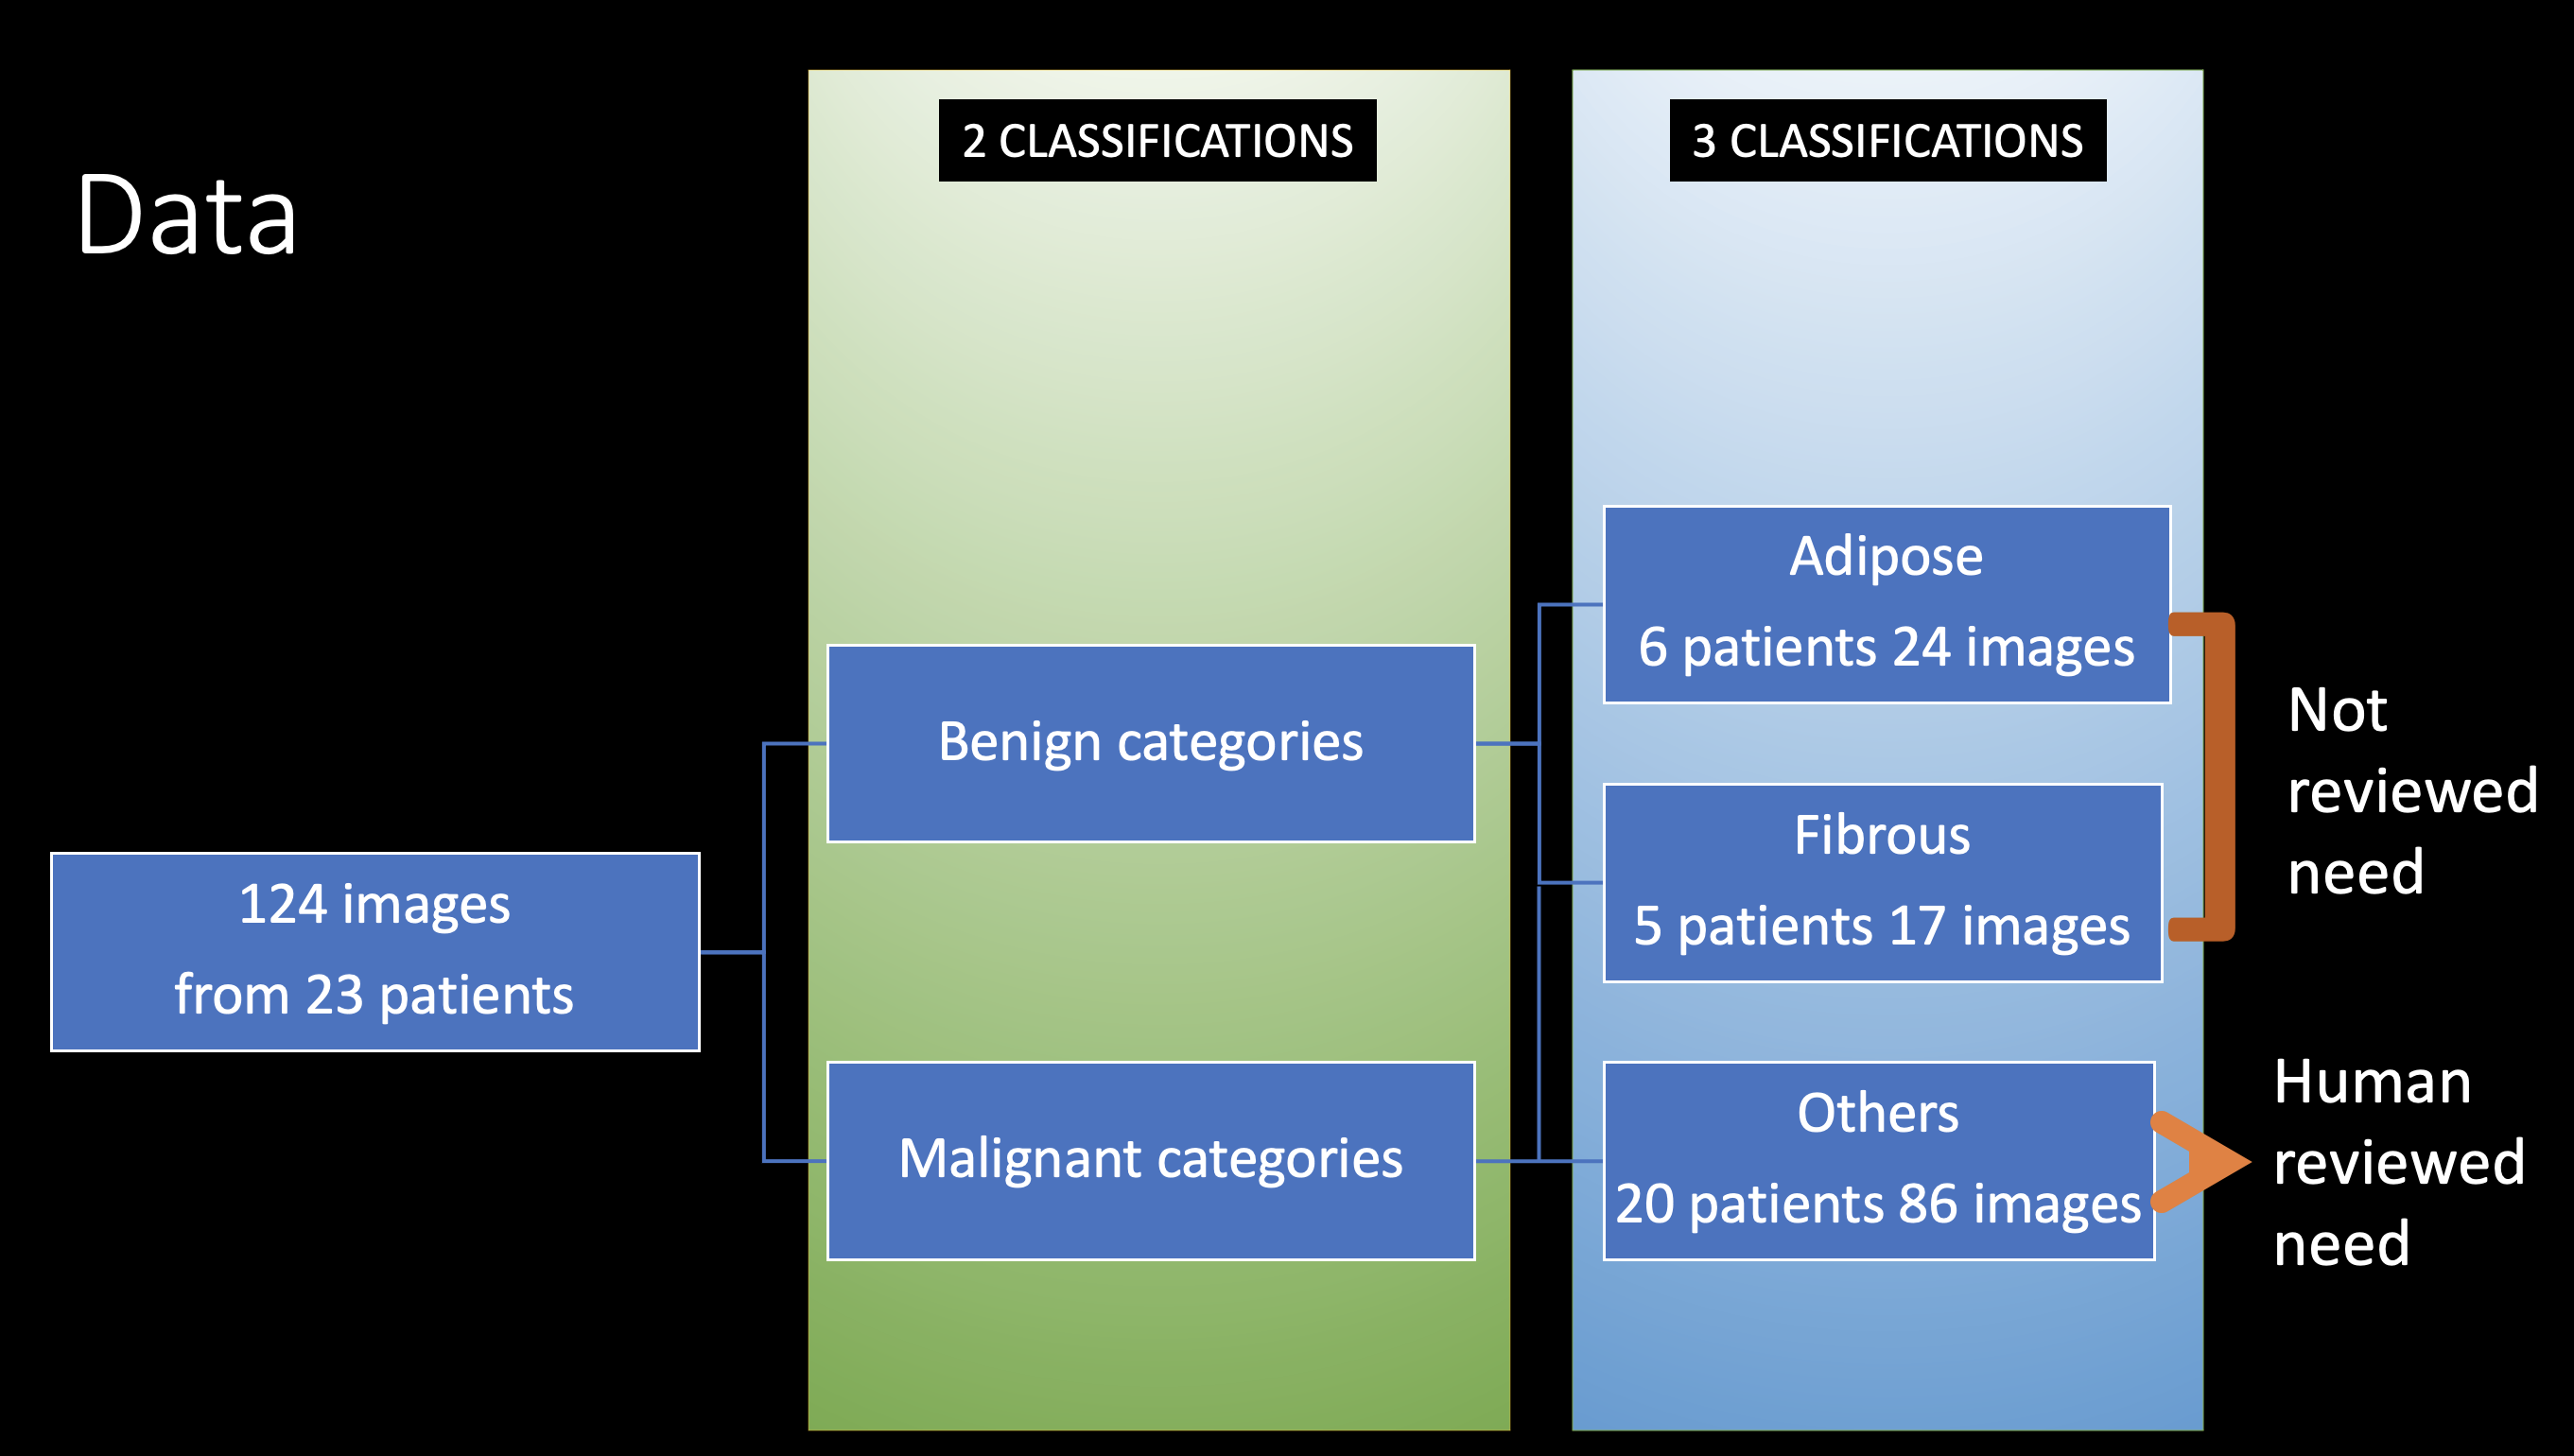 Data
2 CLASSIFICATIONS
3 CLASSIFICATIONS
124 images
from 23 patients
Benign categories
Malignant categories
Adipose
6 patients 24 images
Fibrous
5 patients 17 images
Others
20 patients 86 images
Not
reviewed
need
Human
reviewed
need